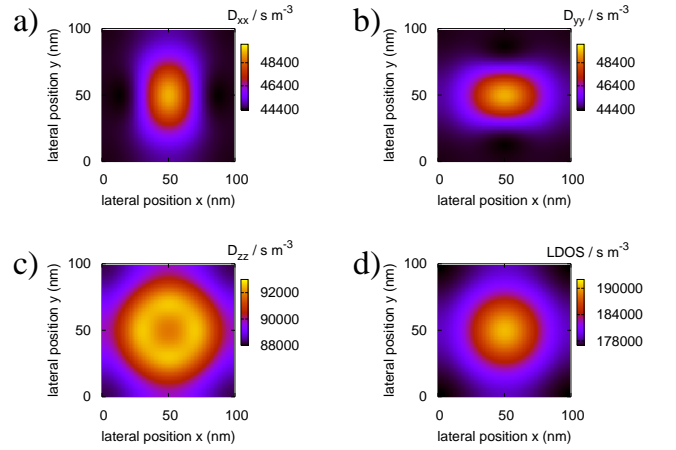 a)
D_xx / s m^-3
lateral position y (nm)
100
50
0
0 50 100
lateral position x (nm)
48400
46400
44400
b)
D_yy / s m^-3
lateral position y (nm)
100
50
0
0 50 100
lateral position x (nm)
48400
46400
44400
c)
D_zz / s m^-3
lateral position y (nm)
100
50
0
0 50 100
lateral position x (nm)
92000
90000
88000
d)
LDOS / s m^-3
lateral position y (nm)
100
50
0
0 50 100
lateral position x (nm)
190000
184000
178000